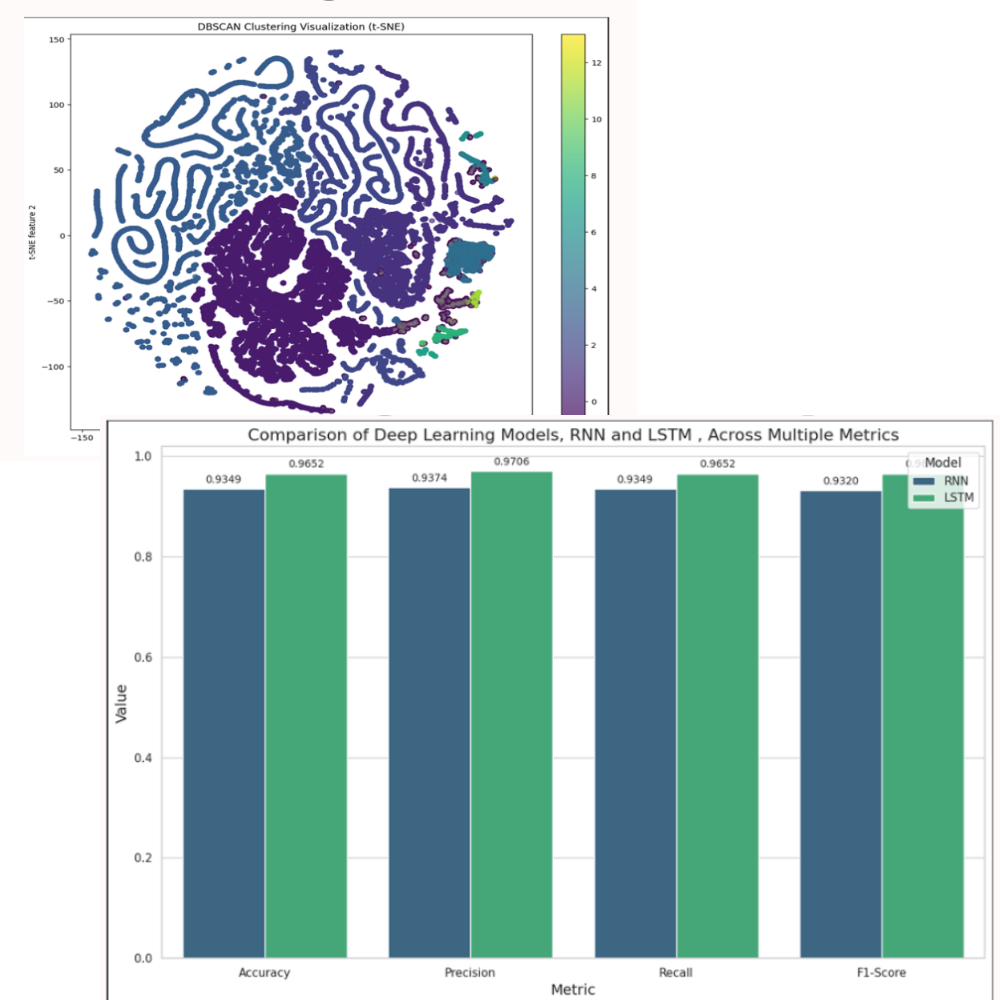 DBSCAN Clustering Visualization (t-SNE)
150
100
50
0
−50
−100
−150
t-SNE feature 2
12
10
8
6
4
2
0
Comparison of Deep Learning Models, RNN and LSTM , Across Multiple Metrics
1.0
0.8
0.6
0.4
0.2
0.0
Value
0.9349
0.9652
0.9374
0.9706
0.9349
0.9652
0.9320
Model
RNN
LSTM
Accuracy
Precision
Recall
F1-Score
Metric